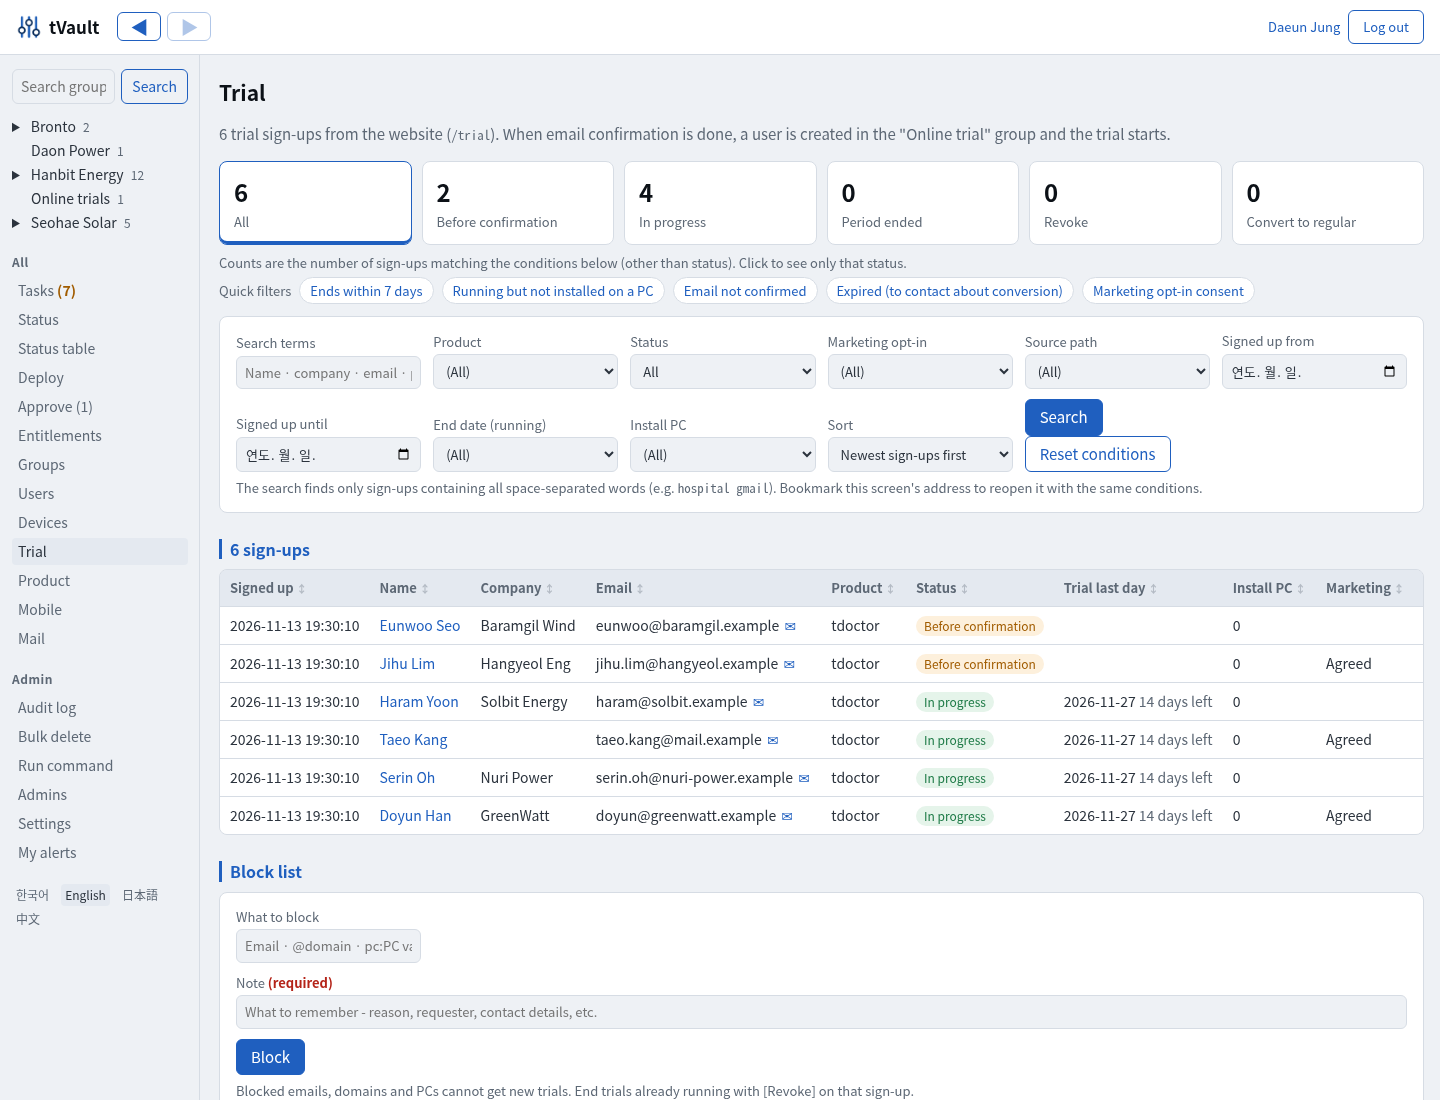 tVault
Daeun Jung
Log out
Search group
Search
Bronto 2
Daon Power 1
Hanbit Energy 12
Online trials 1
Seohae Solar 5
All
Tasks (7)
Status
Status table
Deploy
Approve (1)
Entitlements
Groups
Users
Devices
Trial
Product
Mobile
Mail
Admin
Audit log
Bulk delete
Run command
Admins
Settings
My alerts
한국어 English 日本語
中文
Trial
6 trial sign-ups from the website (/trial). When email confirmation is done, a user is created in the "Online trial" group and the trial starts.
6
All
2
Before confirmation
4
In progress
0
Period ended
0
Revoke
0
Convert to regular
Counts are the number of sign-ups matching the conditions below (other than status). Click to see only that status.
Quick filters Ends within 7 days Running but not installed on a PC Email not confirmed Expired (to contact about conversion) Marketing opt-in consent
Search terms Product Status Marketing opt-in Source path Signed up from
Name · company · email · (All) All (All) (All) 연도. 월. 일.
Signed up until End date (running) Install PC Sort
연도. 월. 일. (All) (All) Newest sign-ups first
Search
Reset conditions
The search finds only sign-ups containing all space-separated words (e.g. hospital gmail). Bookmark this screen's address to reopen it with the same conditions.
6 sign-ups
Signed up Name Company Email Product Status Trial last day Install PC Marketing
2026-11-13 19:30:10 Eunwoo Seo Baramgil Wind eunwoo@baramgil.example tdoctor Before confirmation 0
2026-11-13 19:30:10 Jihu Lim Hangyeol Eng jihu.lim@hangyeol.example tdoctor Before confirmation 0 Agreed
2026-11-13 19:30:10 Haram Yoon Solbit Energy haram@solbit.example tdoctor In progress 2026-11-27 14 days left 0
2026-11-13 19:30:10 Taeo Kang taeo.kang@mail.example tdoctor In progress 2026-11-27 14 days left 0 Agreed
2026-11-13 19:30:10 Serin Oh Nuri Power serin.oh@nuri-power.example tdoctor In progress 2026-11-27 14 days left 0
2026-11-13 19:30:10 Doyun Han GreenWatt doyun@greenwatt.example tdoctor In progress 2026-11-27 14 days left 0 Agreed
Block list
What to block
Email · @domain · pc:PC
Note (required)
What to remember - reason, requester, contact details, etc.
Block
Blocked emails, domains and PCs cannot get new trials. End trials already running with [Revoke] on that sign-up.